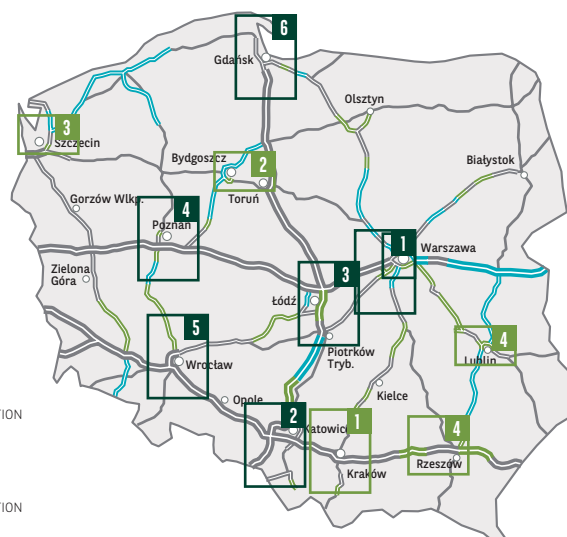 6
Gdańsk
Olsztyn
3
Szczecin
Bydgoszcz
2
Białystok
Toruń
Gorzów Wlkp.
4
Poznań
1
Warszawa
Zielona
Góra
3
Łódź
5
Wrocław
Piotrków
Tryb.
4
Lublin
Kielce
Opole
TION
2
Katowic
1
4
Rzeszów
Kraków
TION